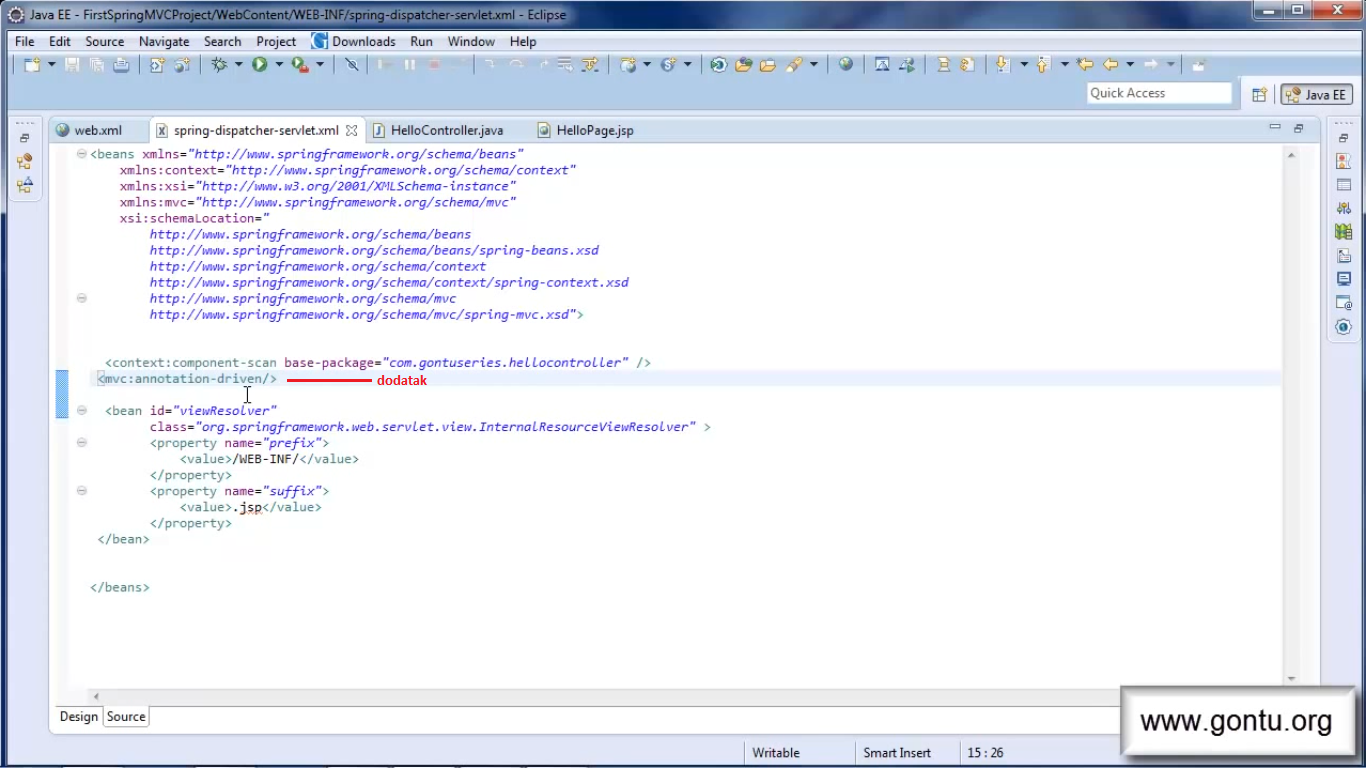 Java EE - FirstSpringMVCProject/WebContent/WEB-INF/spring-dispatcher-servlet.xml - Eclipse
File Edit Source Navigate Search Project Downloads Run Window Help
Quick Access
Java EE
web.xml spring-dispatcher-servlet.xml HelloController.java HelloPage.jsp
<beans xmlns="http://www.springframework.org/schema/beans"
xmlns:context="http://www.springframework.org/schema/context"
xmlns:xsi="http://www.w3.org/2001/XMLSchema-instance"
xmlns:mvc="http://www.springframework.org/schema/mvc"
xsi:schemaLocation="
http://www.springframework.org/schema/beans
http://www.springframework.org/schema/beans/spring-beans.xsd
http://www.springframework.org/schema/context
http://www.springframework.org/schema/context/spring-context.xsd
http://www.springframework.org/schema/mvc
http://www.springframework.org/schema/mvc/spring-mvc.xsd">
<context:component-scan base-package="com.gontuseries.hellocontroller" />
<mvc:annotation-driven/> dodatak
<bean id="viewResolver"
class="org.springframework.web.servlet.view.InternalResourceViewResolver" >
<property name="prefix">
<value>/WEB-INF/</value>
</property>
<property name="suffix">
<value>.jsp</value>
</property>
</bean>
</beans>
Design Source
www.gontu.org
Writable Smart Insert 15 : 26